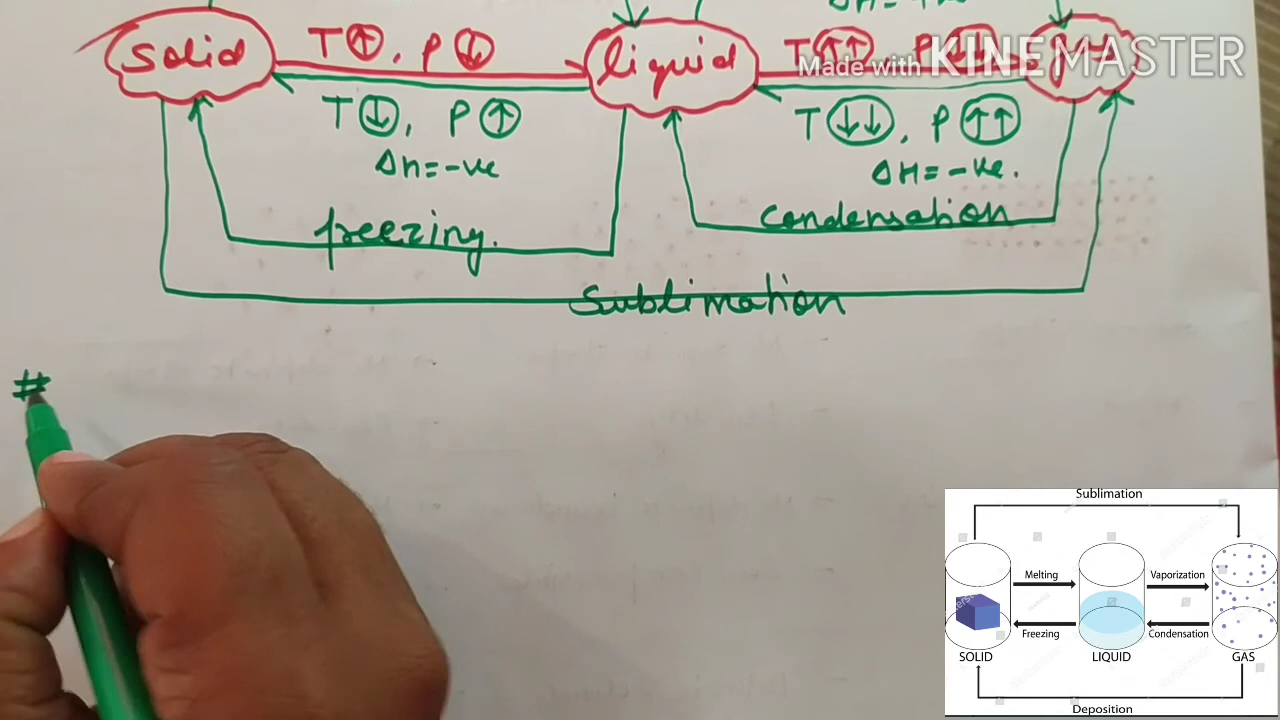 Solid
T↑, P↓
liquid
T↑↑ P↓↓
Made with KINEMASTER
T↓, P↑
Δh=-ve
T↓↓, P↑↑
ΔH=-ve.
freezing.
Condensation
Sublimation
#
Sublimation
Melting
Vaporization
Freezing
Condensation
SOLID
LIQUID
GAS
Deposition